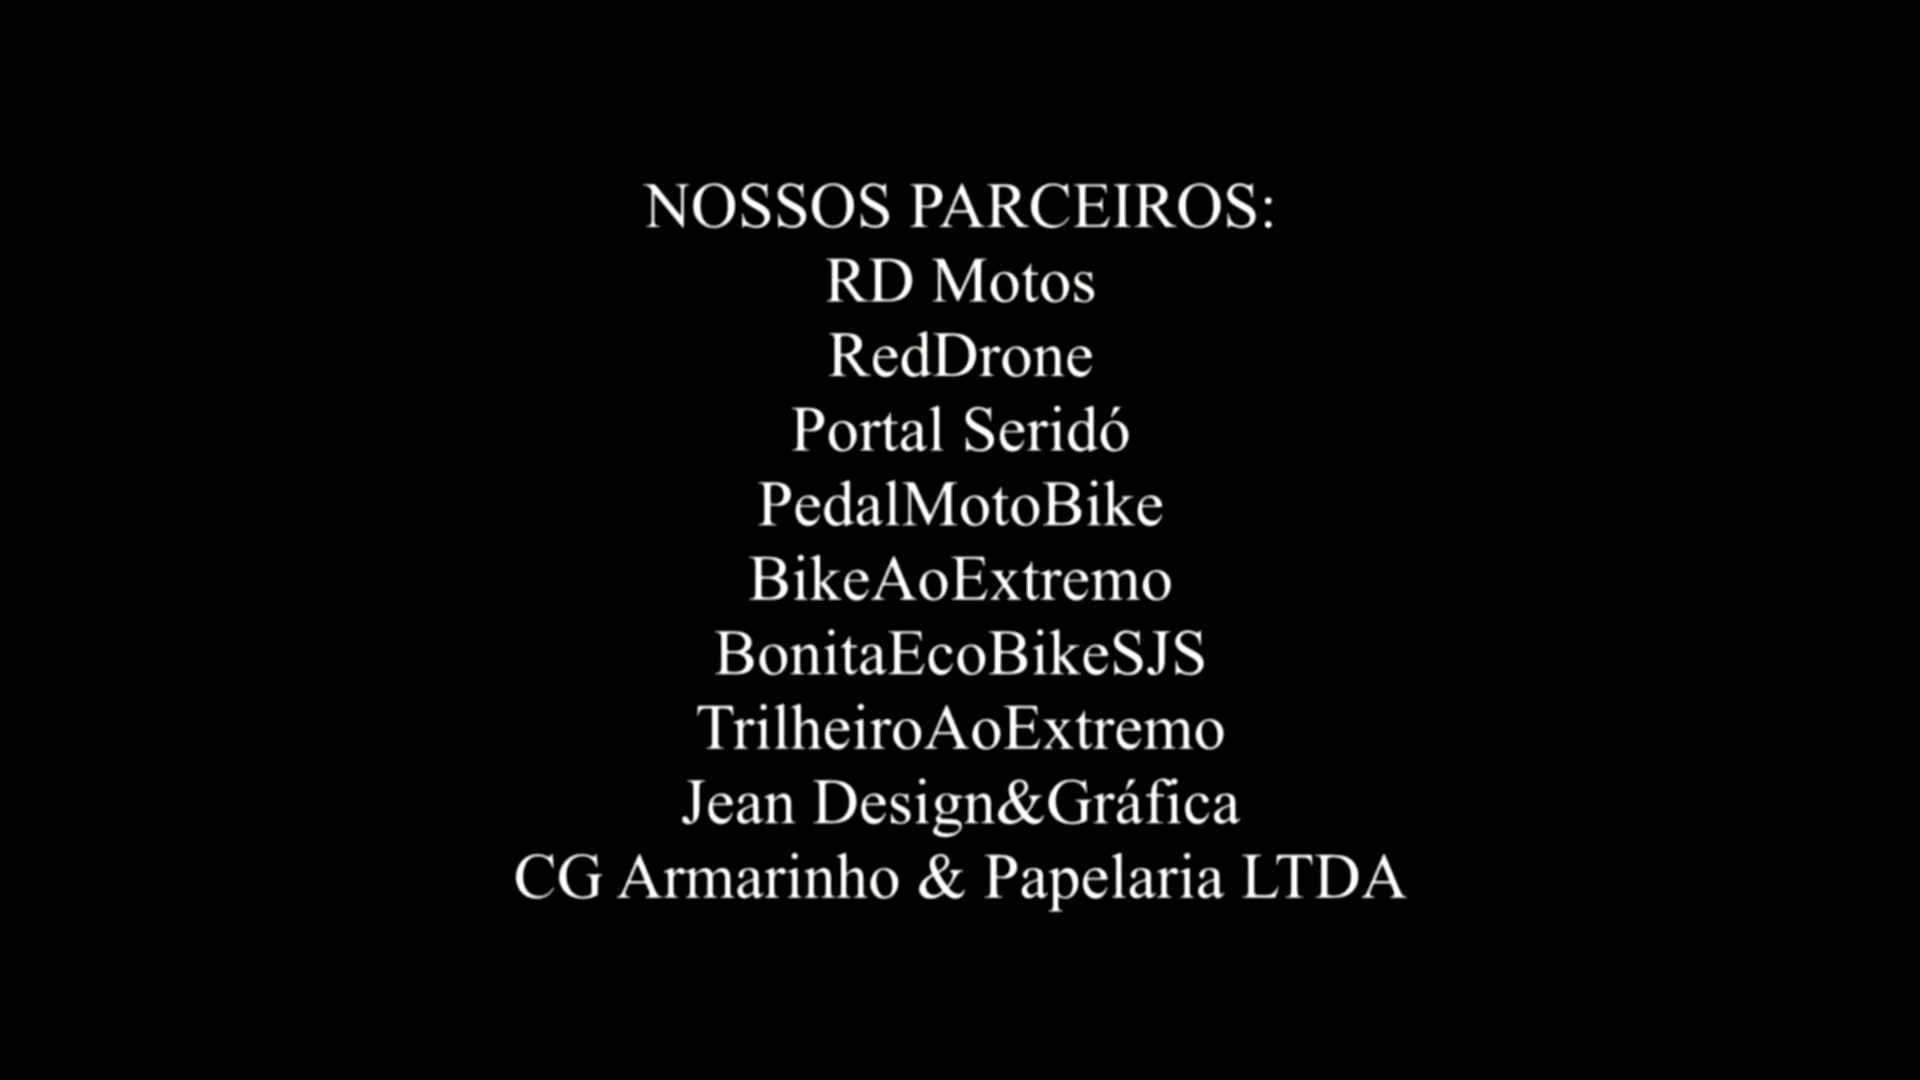 NOSSOS PARCEIROS:
RD Motos
RedDrone
Portal Seridó
PedalMotoBike
BikeAoExtremo
BonitaEcoBikeSJS
TrilheiroAoExtremo
Jean Design&Gráfica
CG Armarinho & Papelaria LTDA